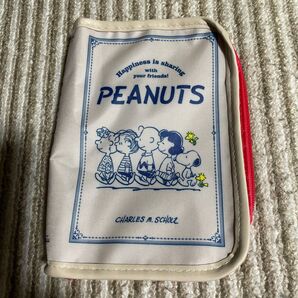 Happiness is sharing
with
your friends!
PEANUTS
CHARLES M. SCHULZ